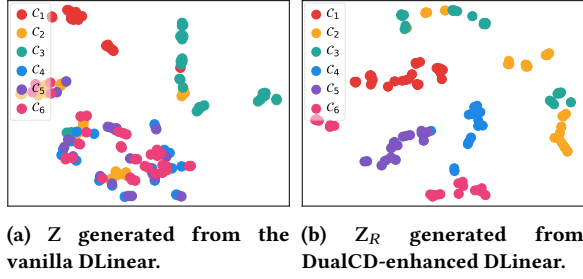 C₁
C₂
C₃
C₄
C₅
C₆
C₁
C₂
C₃
C₄
C₅
C₆
(a) Z generated from the
vanilla DLinear.
(b) Z_R generated from
DualCD-enhanced DLinear.